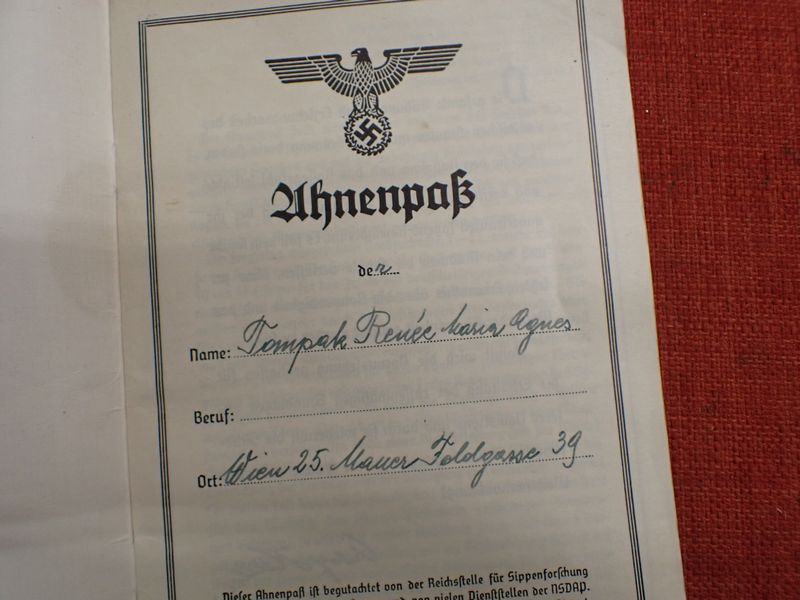 Ahnenpaß
der
Name: Tompak Renée Maria Agnes
Beruf:
Ort: Wien 25. Mauer Feldgasse 39
Dieser Ahnenpaß ist begutachtet von der Reichsstelle für Sippenforschung
und von vielen Dienststellen der NSDAP.